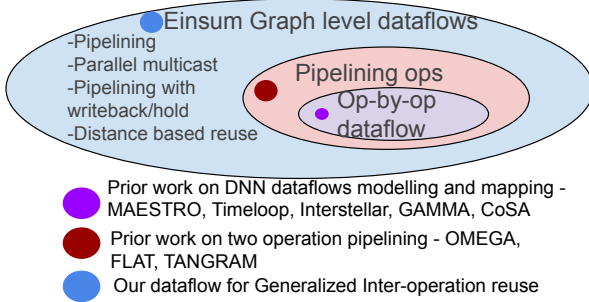 Einsum Graph level dataflows
-Pipelining
-Parallel multicast
-Pipelining with
writeback/hold
-Distance based reuse
Pipelining ops
Op-by-op
dataflow
Prior work on DNN dataflows modelling and mapping -
MAESTRO, Timeloop, Interstellar, GAMMA, CoSA
Prior work on two operation pipelining - OMEGA,
FLAT, TANGRAM
Our dataflow for Generalized Inter-operation reuse